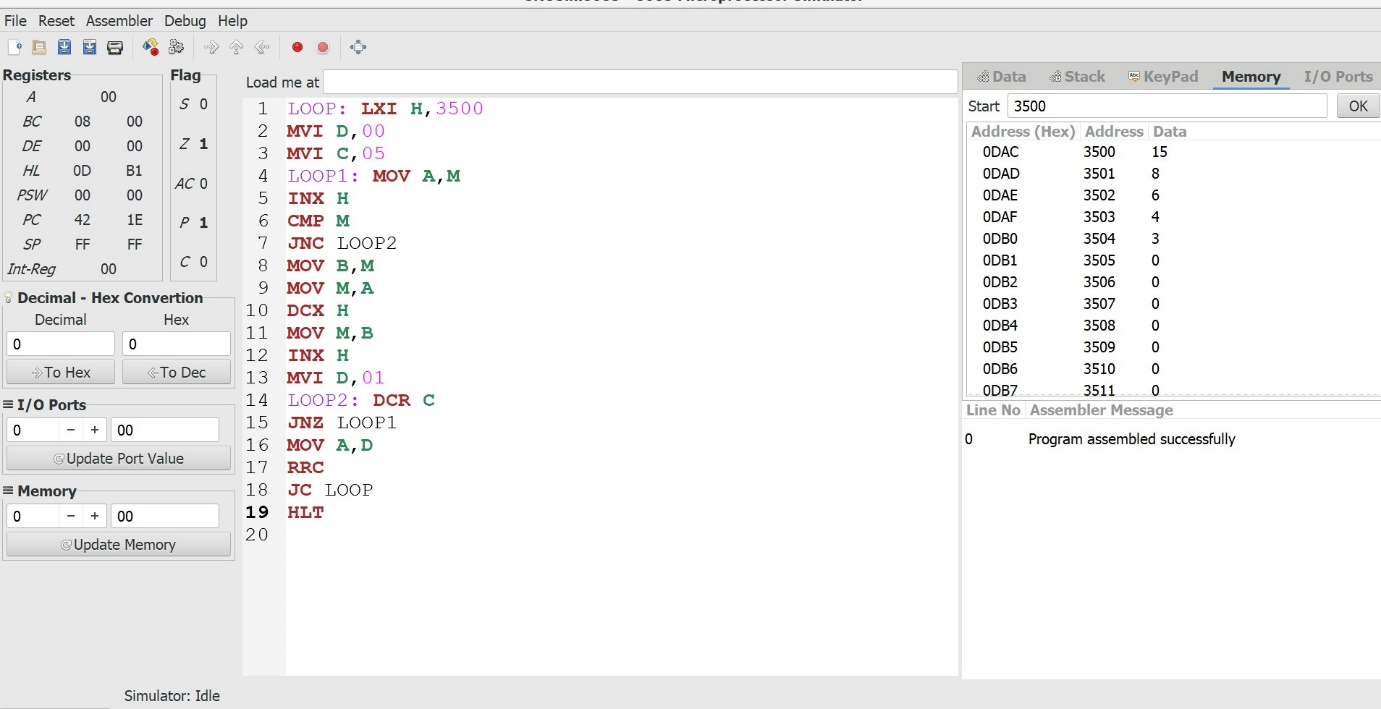 File Reset Assembler Debug Help
Registers
A 00
BC 08 00
DE 00 00
HL 0D B1
PSW 00 00
PC 42 1E
SP FF FF
Int-Reg 00
Flag
S 0
Z 1
AC 0
P 1
C 0
Decimal - Hex Convertion
Decimal Hex
0 0
To Hex To Dec
I/O Ports
0 - + 00
Update Port Value
Memory
0 - + 00
Update Memory
Load me at
1 LOOP: LXI H,3500
2 MVI D,00
3 MVI C,05
4 LOOP1: MOV A,M
5 INX H
6 CMP M
7 JNC LOOP2
8 MOV B,M
9 MOV M,A
10 DCX H
11 MOV M,B
12 INX H
13 MVI D,01
14 LOOP2: DCR C
15 JNZ LOOP1
16 MOV A,D
17 RRC
18 JC LOOP
19 HLT
20
Data Stack KeyPad Memory I/O Ports
Start 3500 OK
Address (Hex) Address Data
0DAC 3500 15
0DAD 3501 8
0DAE 3502 6
0DAF 3503 4
0DB0 3504 3
0DB1 3505 0
0DB2 3506 0
0DB3 3507 0
0DB4 3508 0
0DB5 3509 0
0DB6 3510 0
0DB7 3511 0
Line No Assembler Message
0 Program assembled successfully
Simulator: Idle